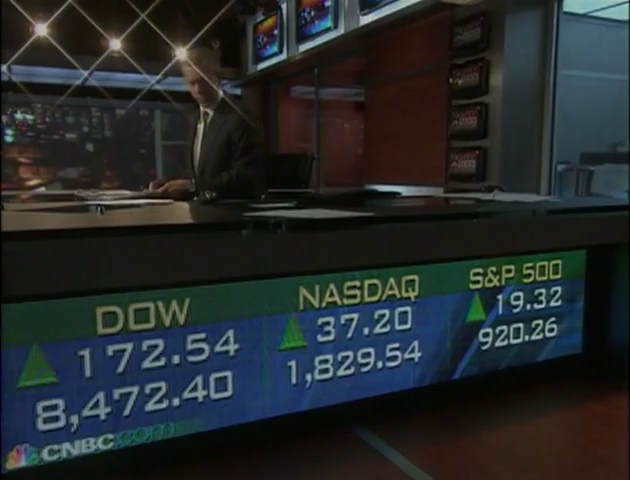 DOW
172.54
8,472.40
NASDAQ
37.20
1,829.54
S&P 500
19.32
920.26
CNBC.com